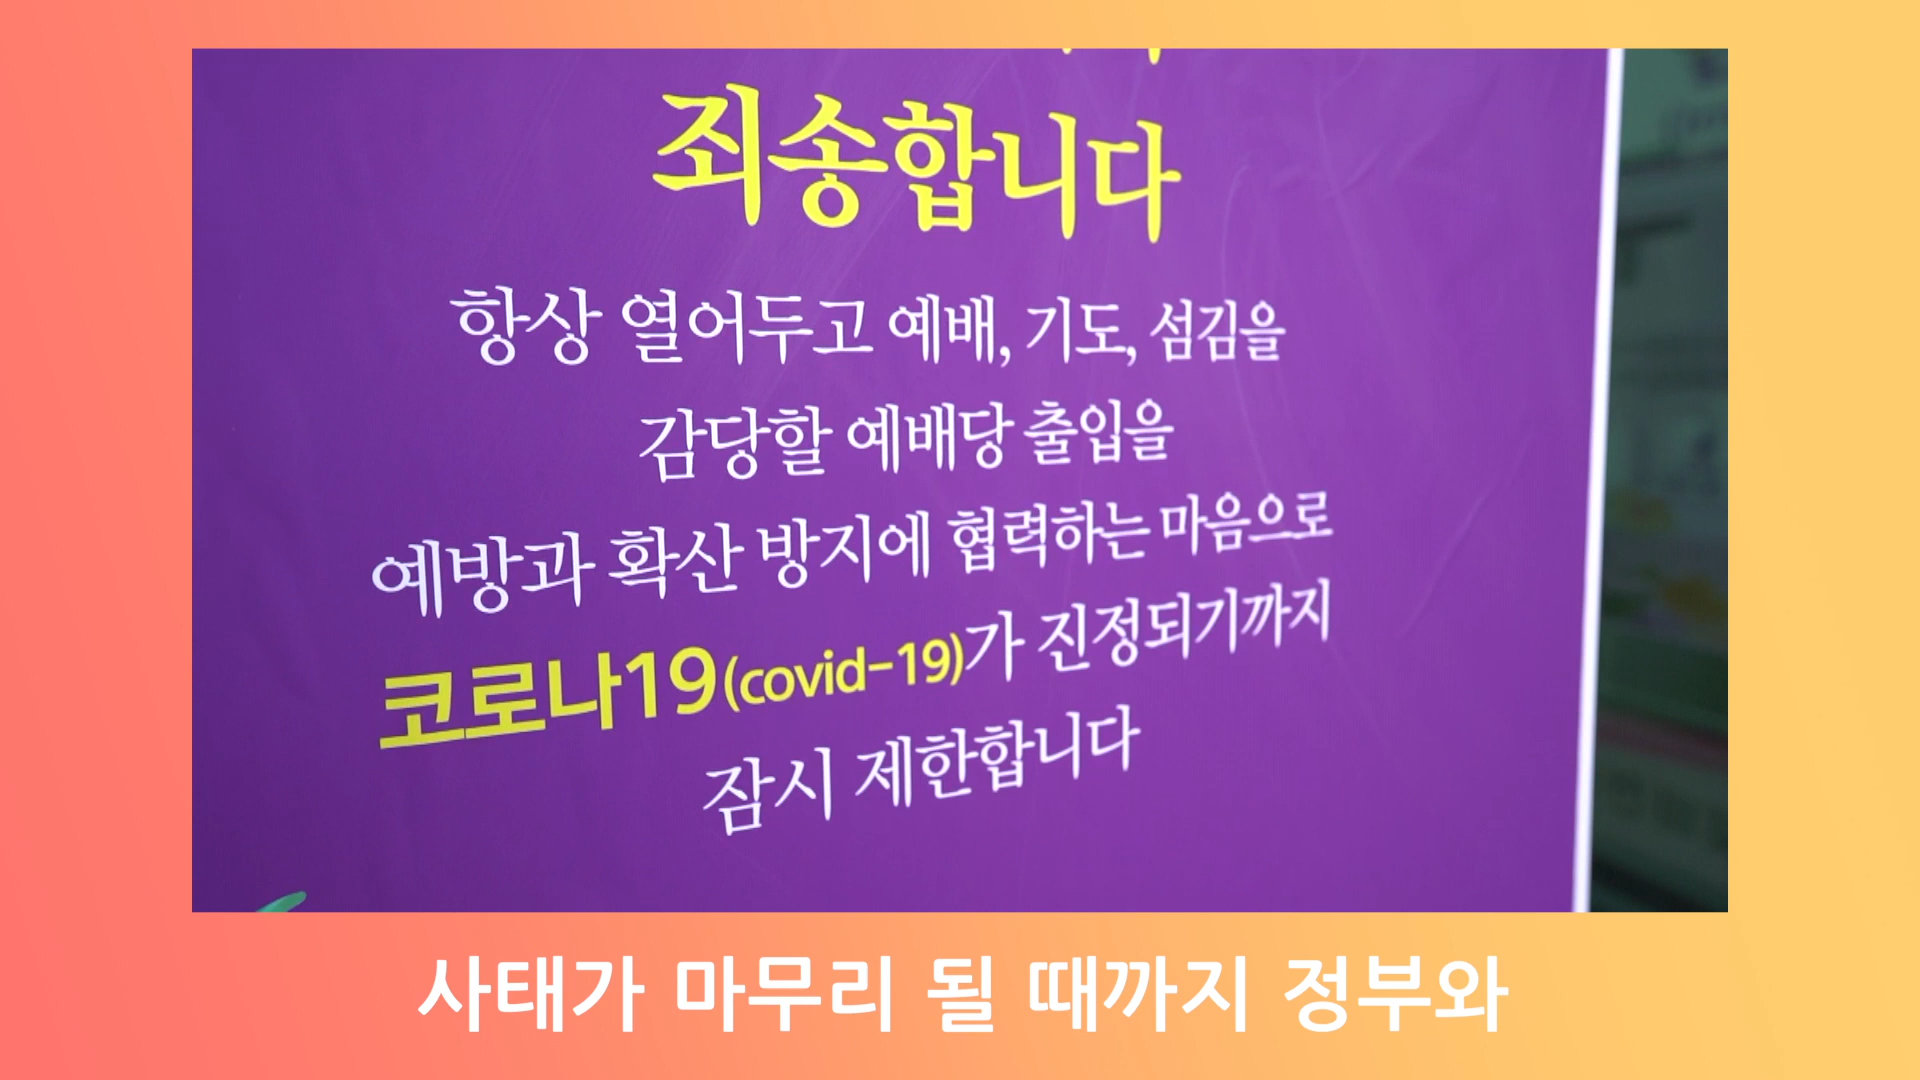 죄송합니다
항상 열어두고 예배, 기도, 섬김을
감당할 예배당 출입을
예방과 확산 방지에 협력하는 마음으로
코로나19(covid-19)가 진정되기까지
잠시 제한합니다
사태가 마무리 될 때까지 정부와